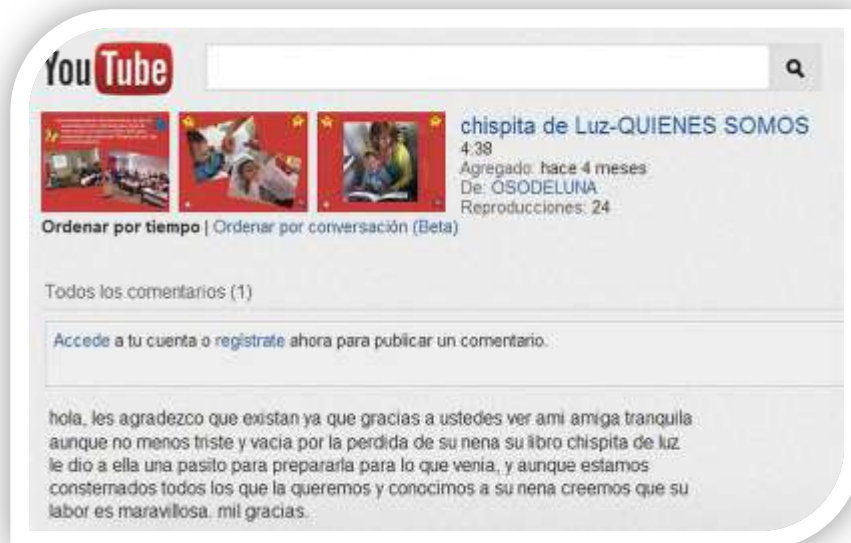 YouTube
chispita de Luz-QUIENES SOMOS
4:38
Agregado: hace 4 meses
De: OSODELUNA
Reproducciones: 24
Ordenar por tiempo | Ordenar por conversación (Beta)
Todos los comentarios (1)
Accede a tu cuenta o regístrate ahora para publicar un comentario.
hola, les agradezco que existan ya que gracias a ustedes ver ami amiga tranquila
aunque no menos triste y vacia por la perdida de su nena su libro chispita de luz
le dio a ella una pasito para prepararla para lo que venia, y aunque estamos
consternados todos los que la queremos y conocimos a su nena creemos que su
labor es maravillosa. mil gracias.